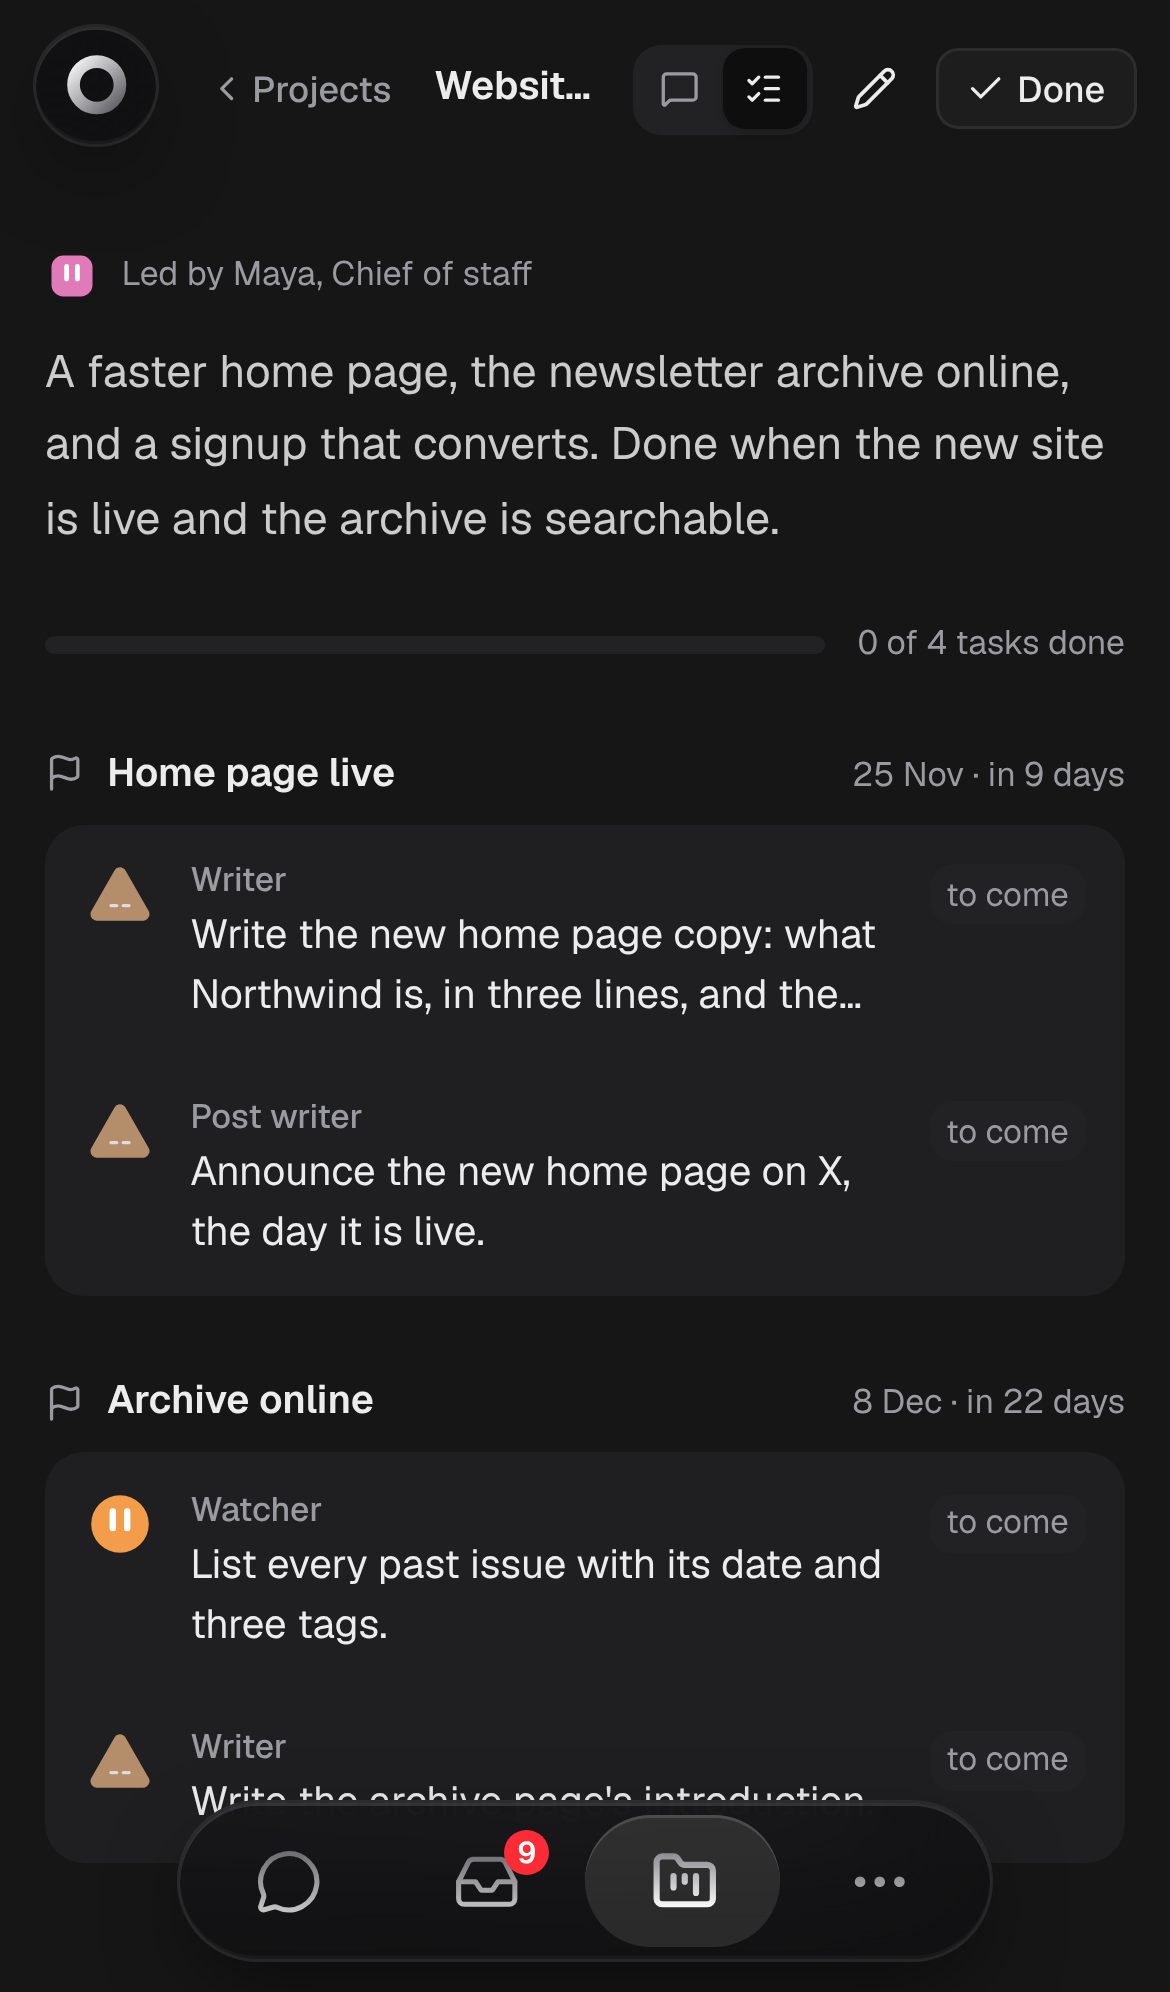 Projects
Websit...
Done
Led by Maya, Chief of staff
A faster home page, the newsletter archive online,
and a signup that converts. Done when the new site
is live and the archive is searchable.
0 of 4 tasks done
Home page live
25 Nov · in 9 days
Writer
to come
Write the new home page copy: what
Northwind is, in three lines, and the...
Post writer
to come
Announce the new home page on X,
the day it is live.
Archive online
8 Dec · in 22 days
Watcher
to come
List every past issue with its date and
three tags.
Writer
to come
Write the archive page's introduction.
9